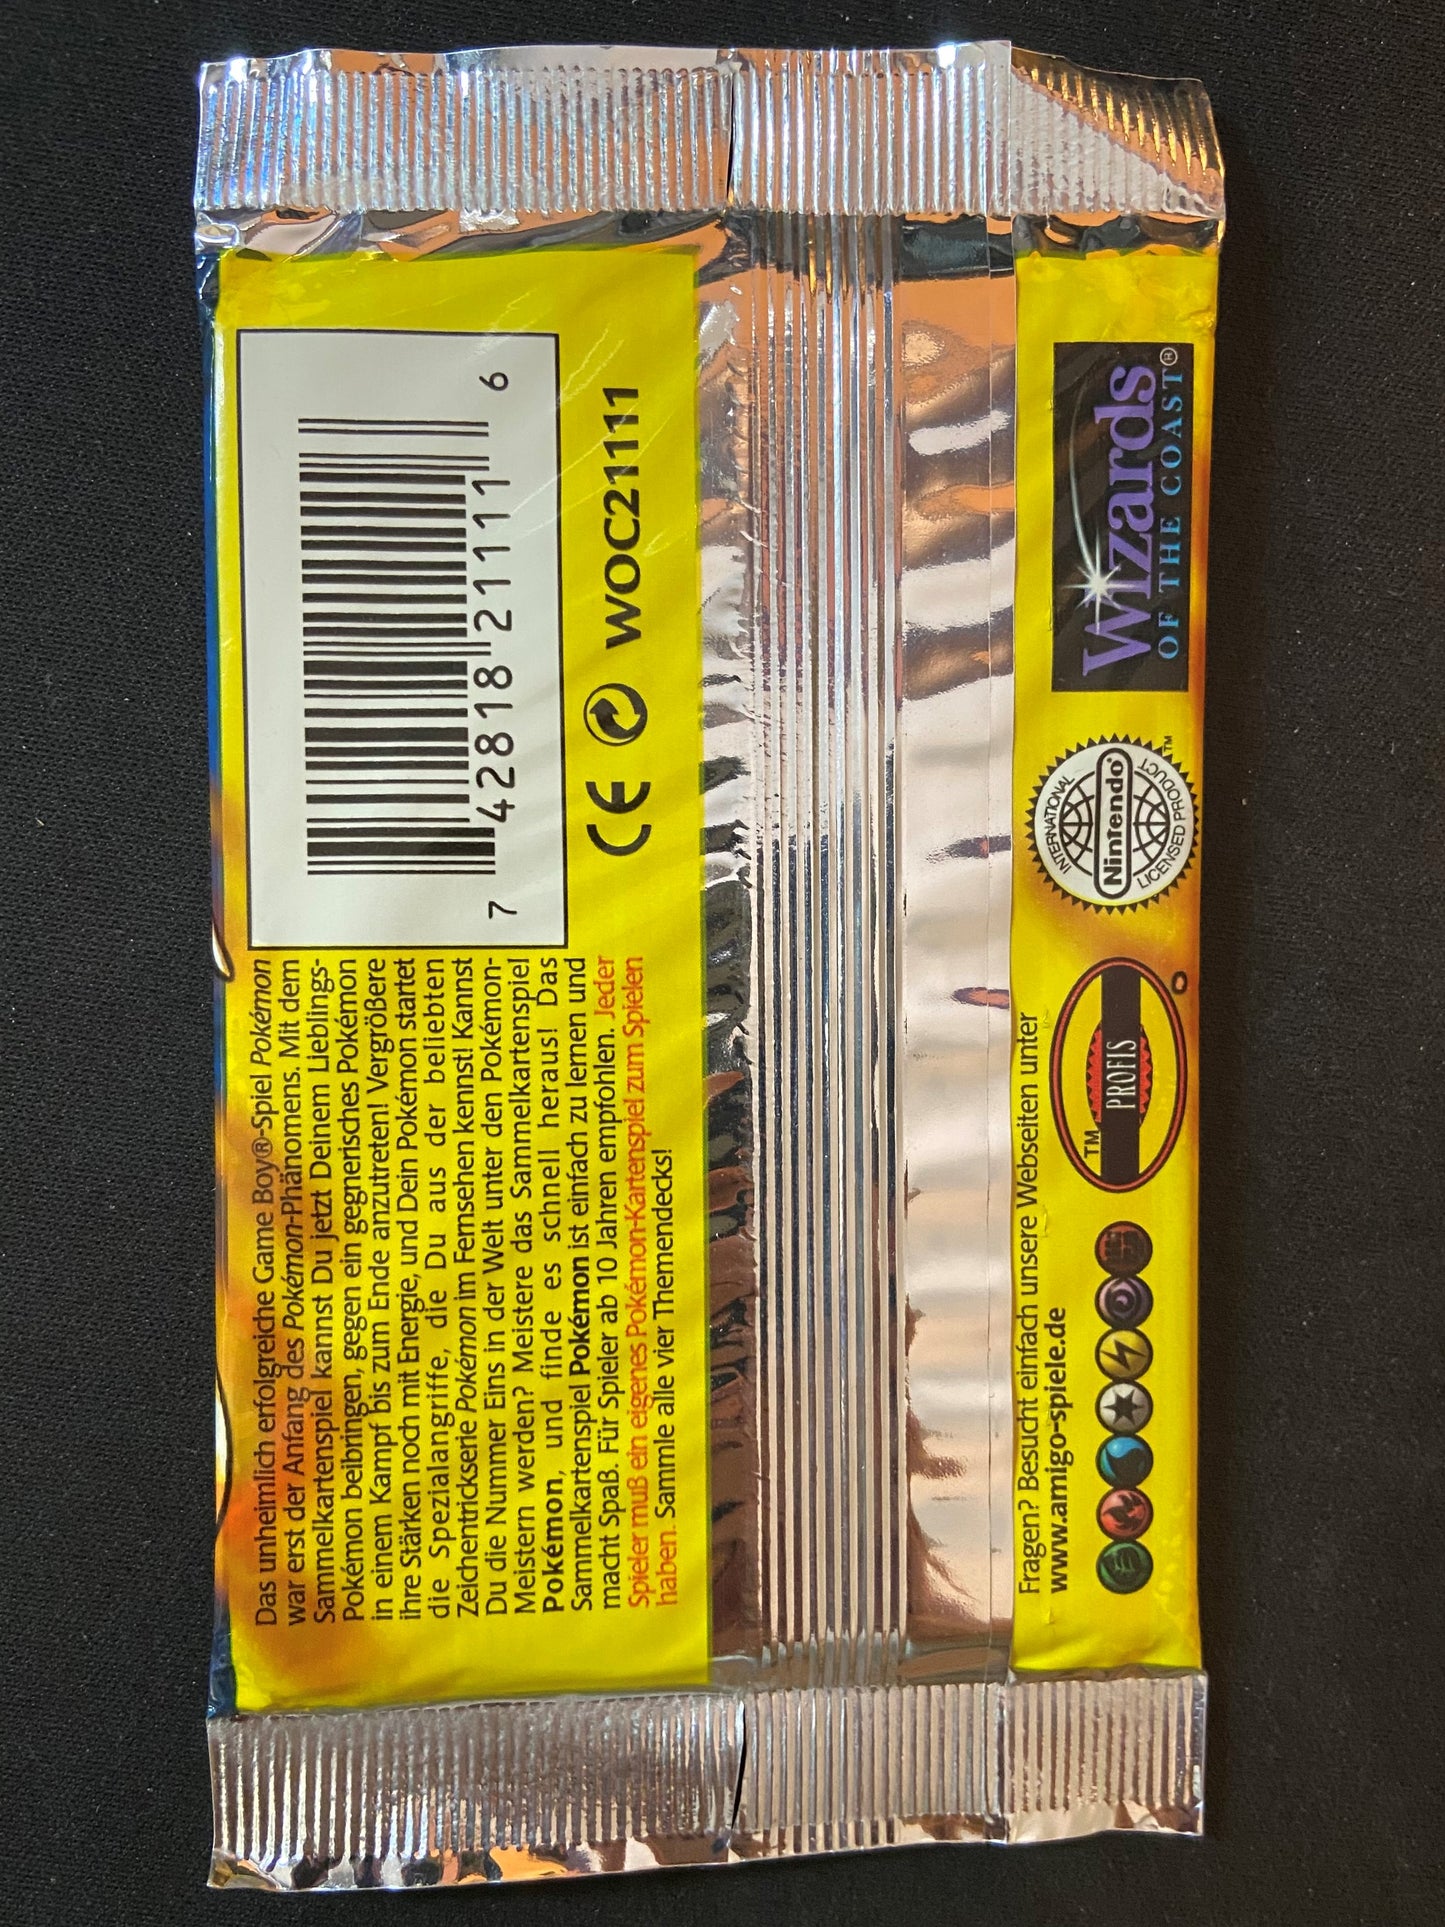 Das unheimlich erfolgreiche Game Boy®-Spiel Pokémon
war erst der Anfang des Pokémon-Phänomens. Mit dem
Sammelkartenspiel kannst Du jetzt Deinem Lieblings-
Pokémon beibringen, gegen ein gegnerisches Pokémon
in einem Kampf bis zum Ende anzutreten! Vergrößere
ihre Stärken noch mit Energie, und Dein Pokémon startet
die Spezialangriffe, die Du aus der beliebten
Zeichentrickserie Pokémon im Fernsehen kennst! Kannst
Du die Nummer Eins in der Welt unter den Pokémon-
Meistern werden? Meistere das Sammelkartenspiel
Pokémon, und finde es schnell heraus! Das
Sammelkartenspiel Pokémon ist einfach zu lernen und
macht Spaß. Für Spieler ab 10 Jahren empfohlen. Jeder
Spieler muß ein eigenes Pokémon-Kartenspiel zum Spielen
haben. Sammle alle vier Themendecks!
7 42818 21111 6
CE WOC21111
Fragen? Besucht einfach unsere Webseiten unter
www.amigo-spiele.de
TM
PROFIS
INTERNATIONAL
Nintendo®
LICENSED PRODUCT
TM
Wizards
OF THE COAST®